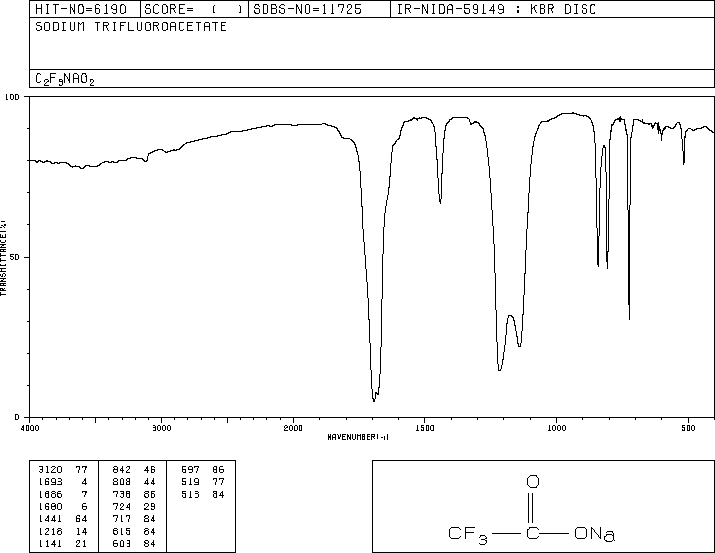 HIT-NO=6190 SCORE= ( ) SDBS-NO=11725 IR-NIDA-59149 : KBR DISC
SODIUM TRIFLUOROACETATE
C2F3NAO2
100
TRANSMITTANCE(%)
50
0
4000 3000 2000 1500 1000 500
WAVENUMBER(-1)
3120 77 842 46 697 86
1693 4 808 44 519 77
1686 7 738 86 513 84
1680 6 724 29
1441 64 717 84
1218 14 615 84
1141 21 603 84
O
CF3 C ONa